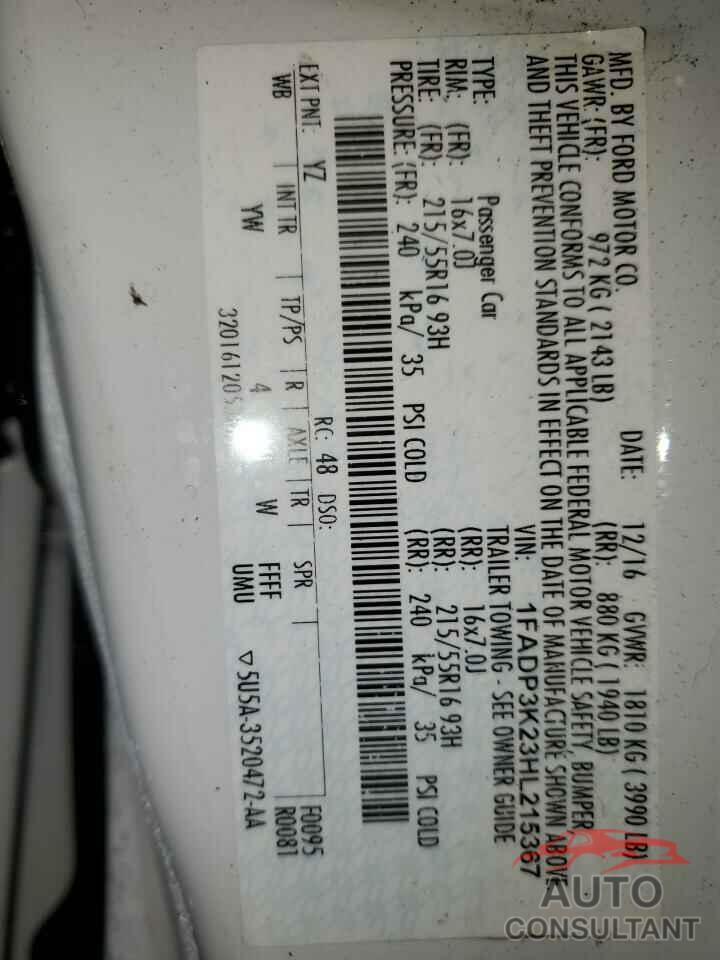 MFD. BY FORD MOTOR CO.
DATE: 12/16 GVWR: 1810 KG ( 3990 LB)
GAWR: (FR): 972 KG ( 2143 LB) (RR): 880 KG ( 1940 LB)
THIS VEHICLE CONFORMS TO ALL APPLICABLE FEDERAL MOTOR VEHICLE SAFETY, BUMPER
AND THEFT PREVENTION STANDARDS IN EFFECT ON THE DATE OF MANUFACTURE SHOWN ABOVE
VIN: 1FADP3K23HL215367
TYPE: Passenger Car TRAILER TOWING - SEE OWNER GUIDE
RIM: (FR): 16x7.0J (RR): 16x7.0J
TIRE: (FR): 215/55R16 93H (RR): 215/55R16 93H
PRESSURE: (FR): 240 kPa/ 35 PSI COLD (RR): 240 kPa/ 35 PSI COLD
EXT PNT: YZ RC: 48 DSO: F0095
R0081
WB INT TR TP/PS R AXLE TR SPR
YW 4 W FFFF
UMU
5U5A-3520472-AA
AUTO
CONSULTANT